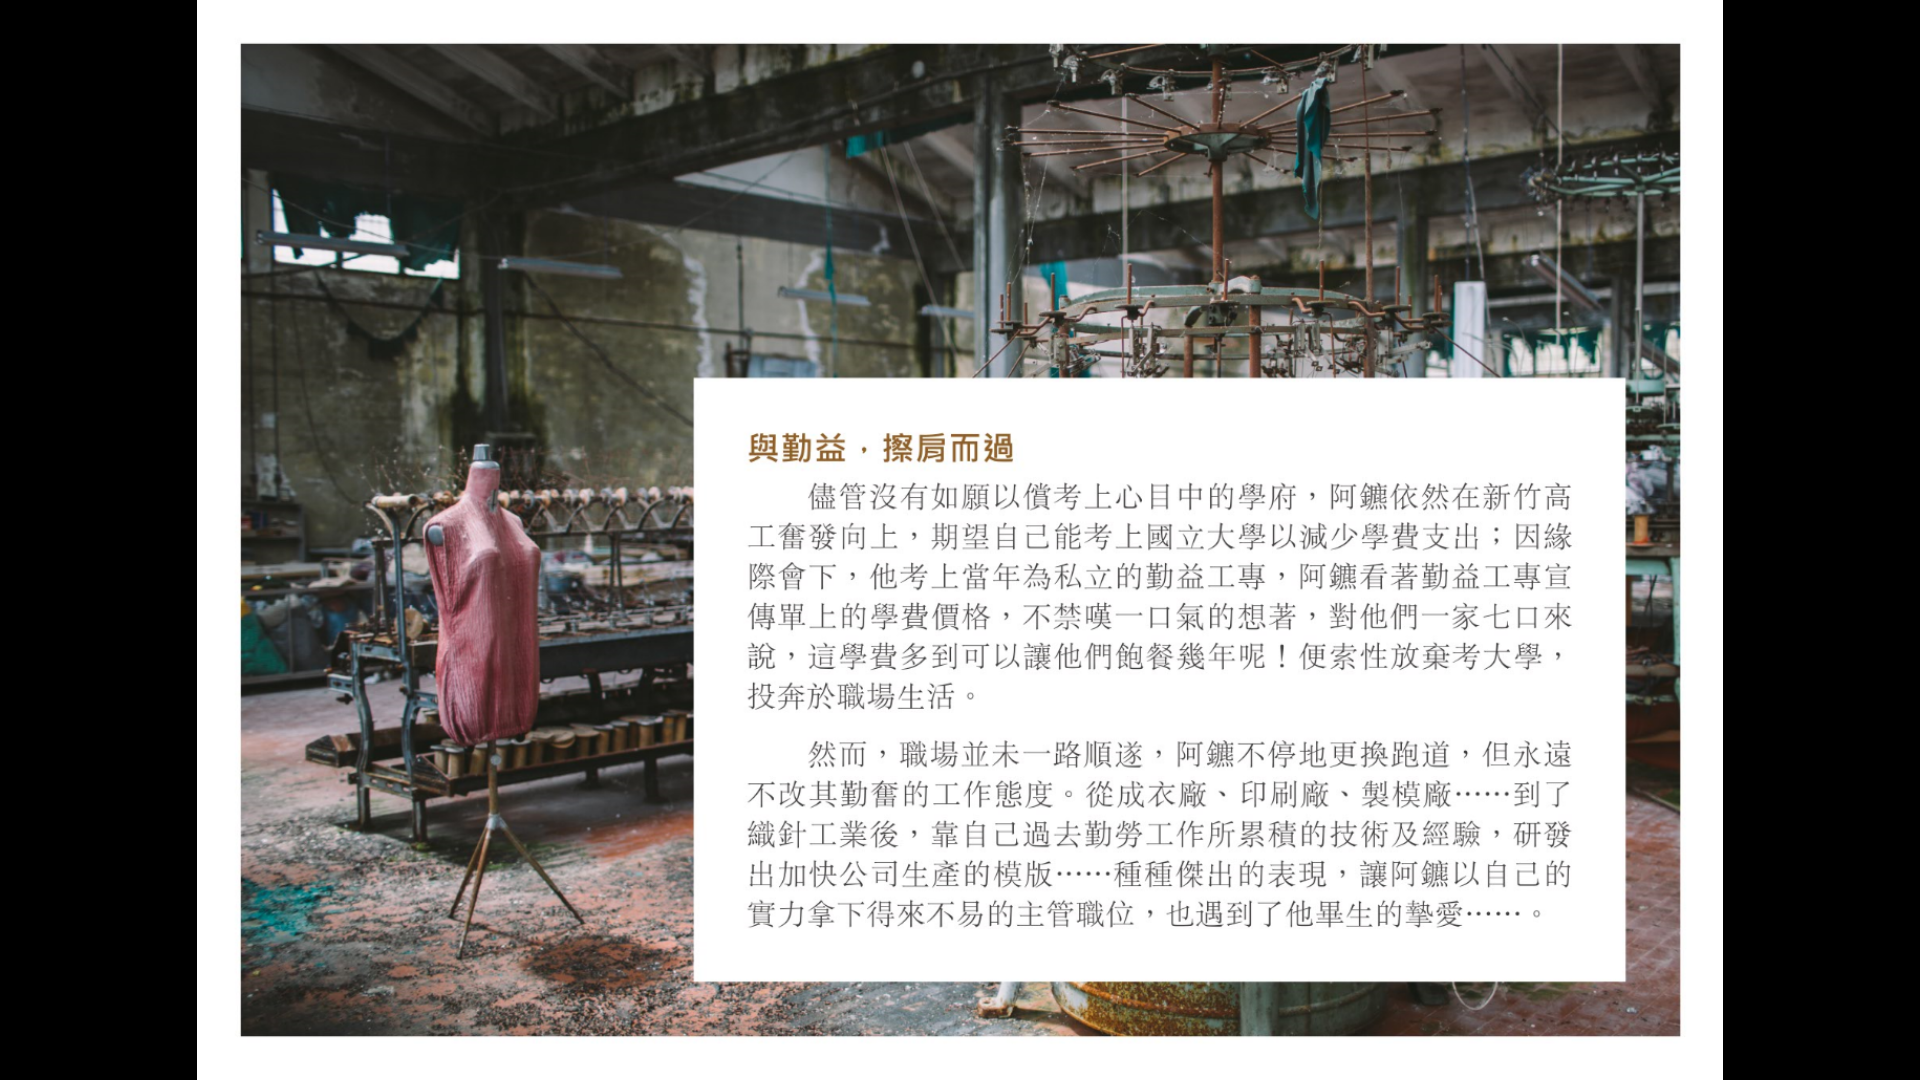 與勤益，擦肩而過
儘管沒有如願以償考上心目中的學府，阿鑣依然在新竹高
工奮發向上，期望自己能考上國立大學以減少學費支出；因緣
際會下，他考上當年為私立的勤益工專，阿鑣看著勤益工專宣
傳單上的學費價格，不禁嘆一口氣的想著，對他們一家七口來
說，這學費多到可以讓他們飽餐幾年呢！便索性放棄考大學，
投奔於職場生活。
然而，職場並未一路順遂，阿鑣不停地更換跑道，但永遠
不改其勤奮的工作態度。從成衣廠、印刷廠、製模廠……到了
織針工業後，靠自己過去勤勞工作所累積的技術及經驗，研發
出加快公司生產的模版……種種傑出的表現，讓阿鑣以自己的
實力拿下得來不易的主管職位，也遇到了他畢生的摯愛……。